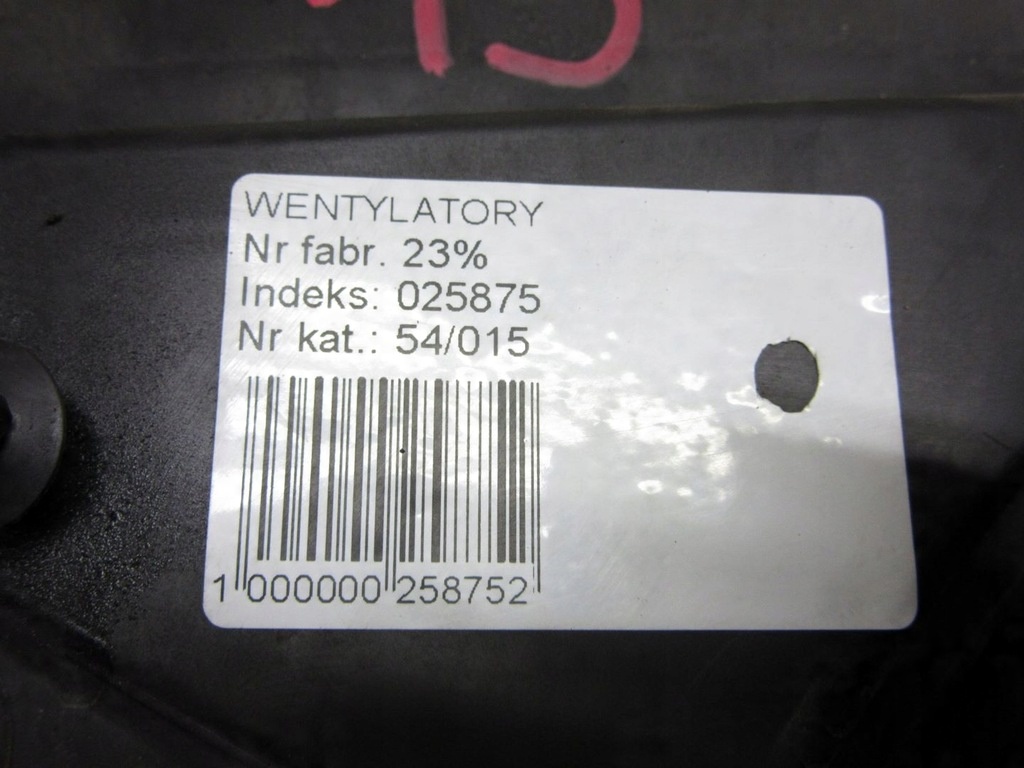 WENTYLATORY
Nr fabr. 23%
Indeks: 025875
Nr kat.: 54/015
1 000000 258752